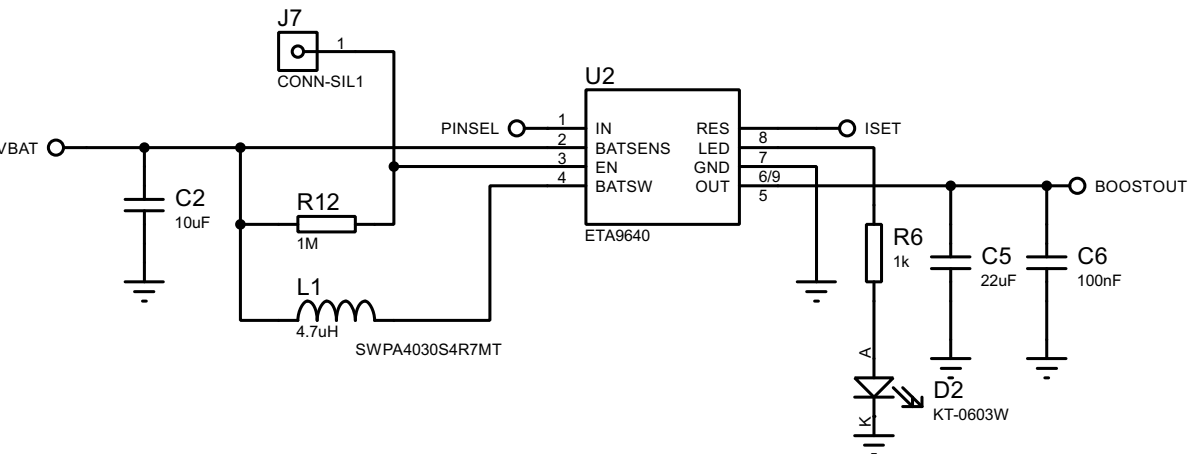 J7
1
CONN-SIL1
U2
PINSEL
1
IN
RES
8
ISET
VBAT
2
BATSENS
LED
7
3
EN
GND
6/9
4
BATSW
OUT
5
BOOSTOUT
ETA9640
C2
10uF
R12
1M
L1
4.7uH
SWPA4030S4R7MT
R6
1k
C5
22uF
C6
100nF
A
D2
K
KT-0603W